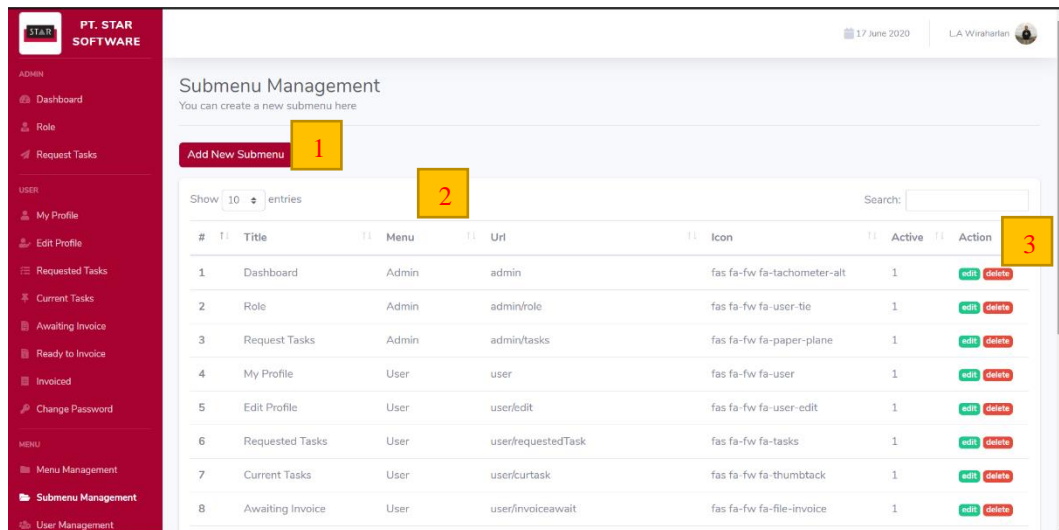 STAR
PT. STAR
SOFTWARE
17 June 2020 L.A Wiraharlan
ADMIN
Dashboard
Role
Request Tasks
USER
My Profile
Edit Profile
Requested Tasks
Current Tasks
Awaiting Invoice
Ready to Invoice
Invoiced
Change Password
MENU
Menu Management
Submenu Management
User Management
Submenu Management
You can create a new submenu here
Add New Submenu 1
2
Show 10 entries Search:
# Title Menu Url Icon Active Action 3
1 Dashboard Admin admin fas fa-fw fa-tachometer-alt 1 edit delete
2 Role Admin admin/role fas fa-fw fa-user-tie 1 edit delete
3 Request Tasks Admin admin/tasks fas fa-fw fa-paper-plane 1 edit delete
4 My Profile User user fas fa-fw fa-user 1 edit delete
5 Edit Profile User user/edit fas fa-fw fa-user-edit 1 edit delete
6 Requested Tasks User user/requestedTask fas fa-fw fa-tasks 1 edit delete
7 Current Tasks User user/curtask fas fa-fw fa-thumbtack 1 edit delete
8 Awaiting Invoice User user/invoiceawait fas fa-fw fa-file-invoice 1 edit delete